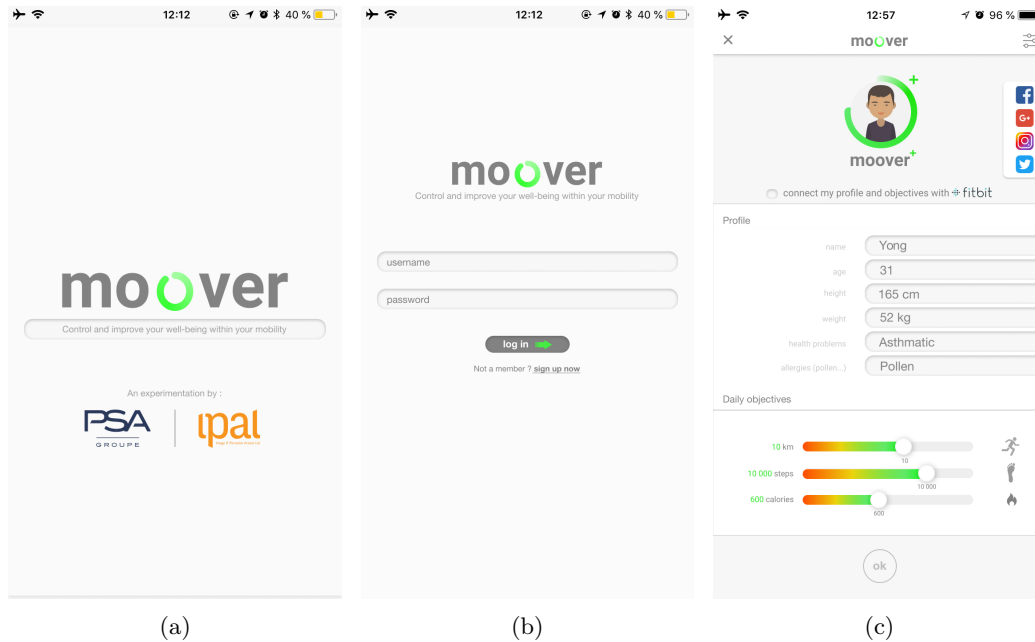 12:12
40 %
moover
Control and improve your well-being within your mobility
An experimentation by :
PSA
GROUPE
ipal
(a)
12:12
40 %
moover
Control and improve your well-being within your mobility
username
password
log in
Not a member ? sign up now
(b)
12:57
96 %
moover
moover+
connect my profile and objectives with fitbit
Profile
name Yong
age 31
height 165 cm
weight 52 kg
health problems Asthmatic
allergies (pollen...) Pollen
Daily objectives
10 km
10
10 000 steps
10 000
600 calories
600
ok
f
G+
(c)